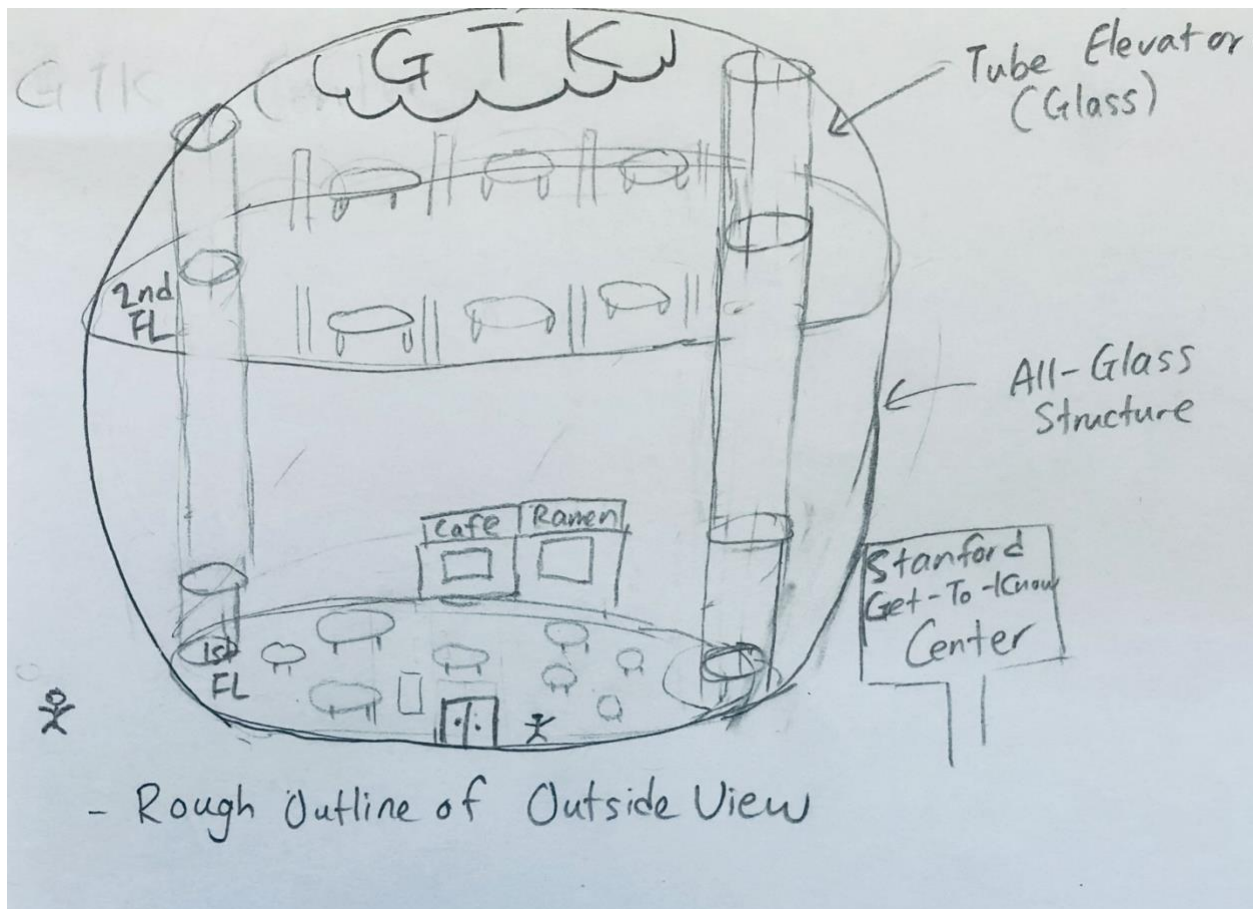 GTK
GTK
Tube Elevator
(Glass)
2nd
FL
All-Glass
Structure
Cafe
Ramen
Stanford
Get-To-Know
Center
1st
FL
- Rough Outline of Outside View